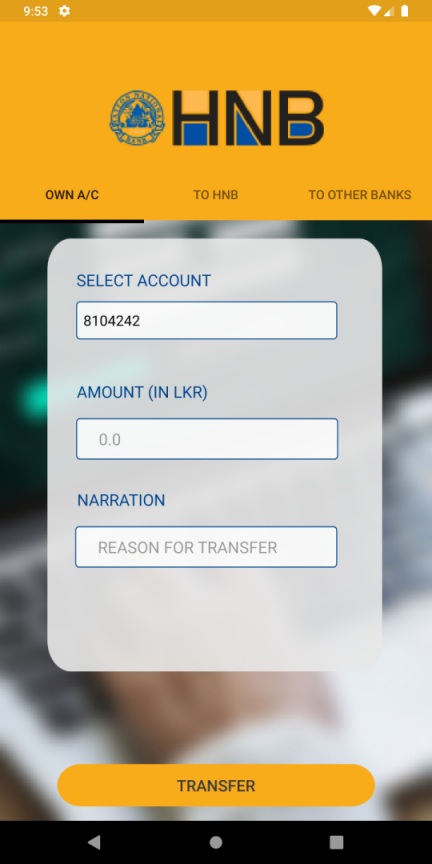 9:53
HNB
OWN A/C
TO HNB
TO OTHER BANKS
SELECT ACCOUNT
8104242
AMOUNT (IN LKR)
0.0
NARRATION
REASON FOR TRANSFER
TRANSFER